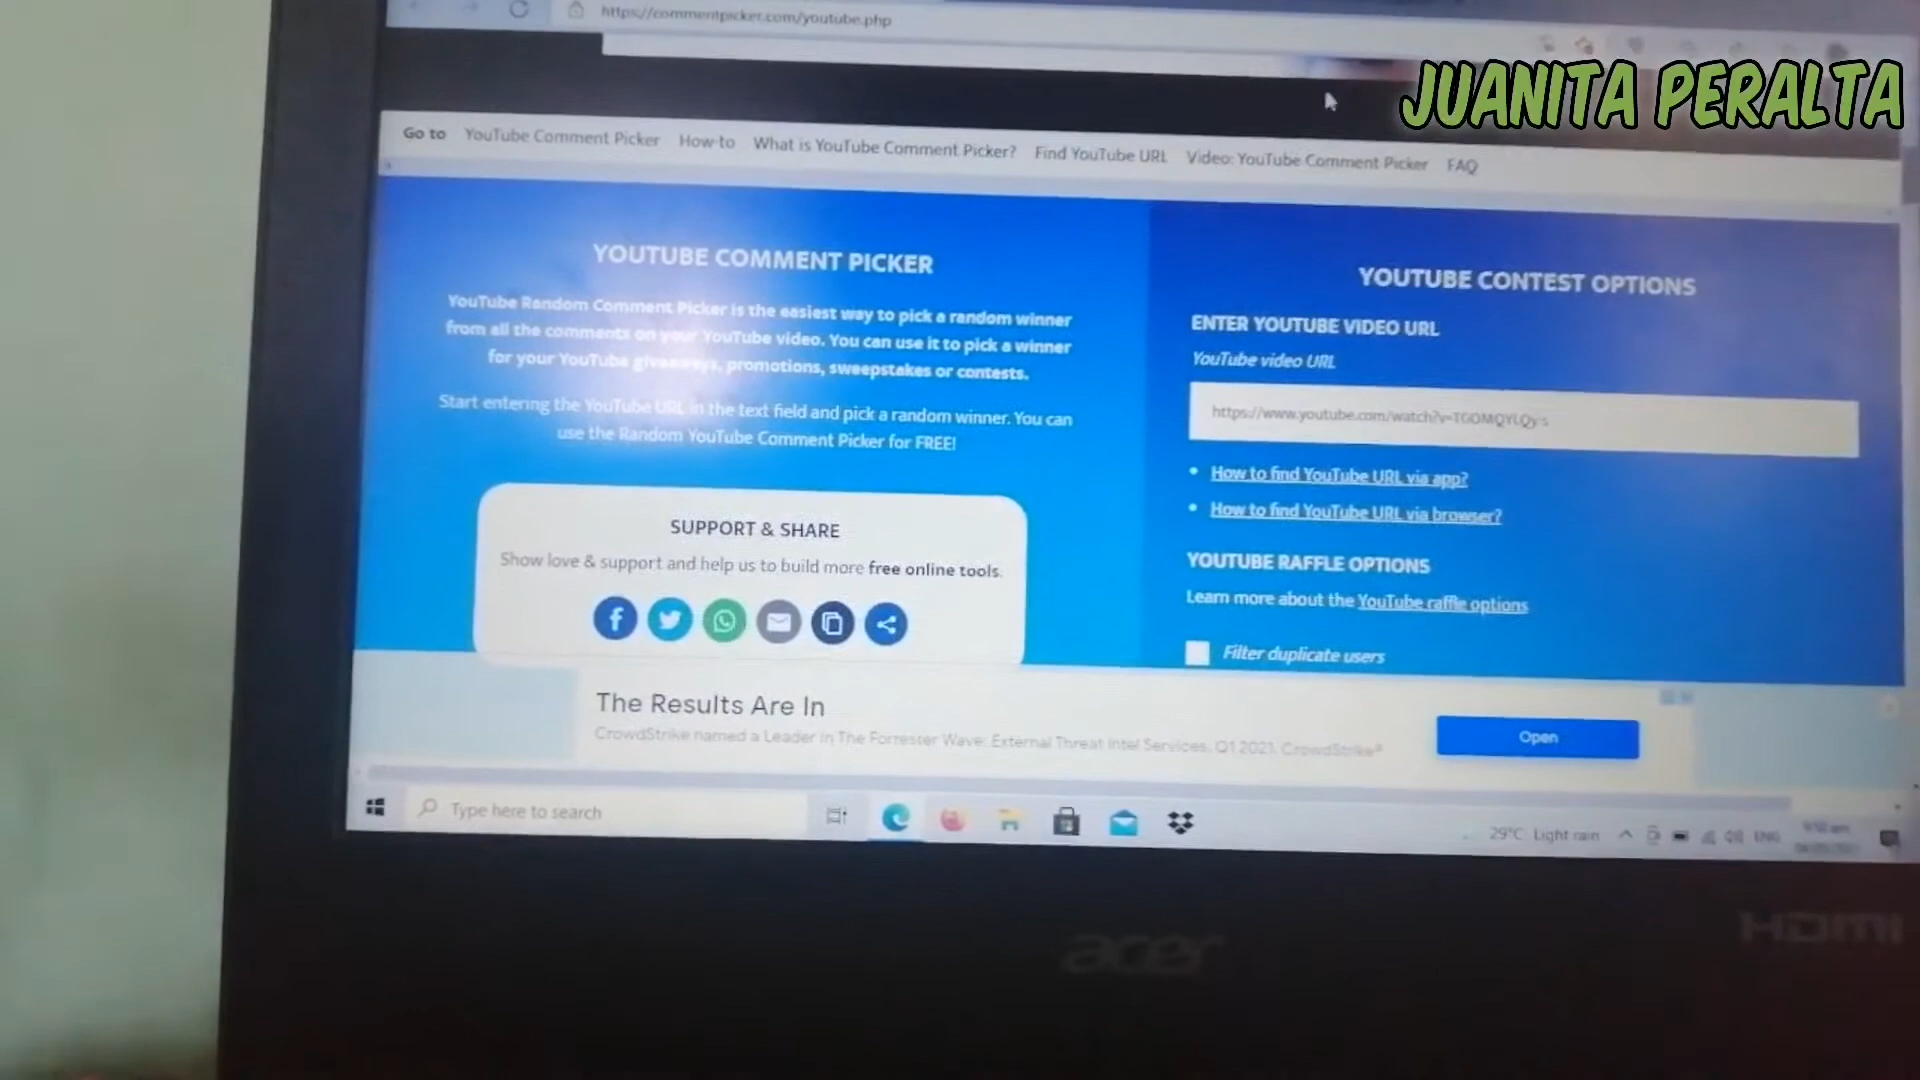 https://commentpicker.com/youtube.php
JUANITA PERALTA
Go to YouTube Comment Picker How-to What is YouTube Comment Picker? Find YouTube URL Video: YouTube Comment Picker FAQ
YOUTUBE COMMENT PICKER
YouTube Random Comment Picker is the easiest way to pick a random winner
from all the comments on your YouTube video. You can use it to pick a winner
for your YouTube giveaways, promotions, sweepstakes or contests.
Start entering the YouTube URL in the text field and pick a random winner. You can
use the Random YouTube Comment Picker for FREE!
SUPPORT & SHARE
Show love & support and help us to build more free online tools.
YOUTUBE CONTEST OPTIONS
ENTER YOUTUBE VIDEO URL
YouTube video URL
https://www.youtube.com/watch?v=TGOMQYLQy-s
How to find YouTube URL via app?
How to find YouTube URL via browser?
YOUTUBE RAFFLE OPTIONS
Learn more about the YouTube raffle options
Filter duplicate users
The Results Are In
CrowdStrike named a Leader in The Forrester Wave: External Threat Intel Services, Q1 2021. CrowdStrike®
Open
Type here to search
29°C Light rain
ENG
acer
HDMI